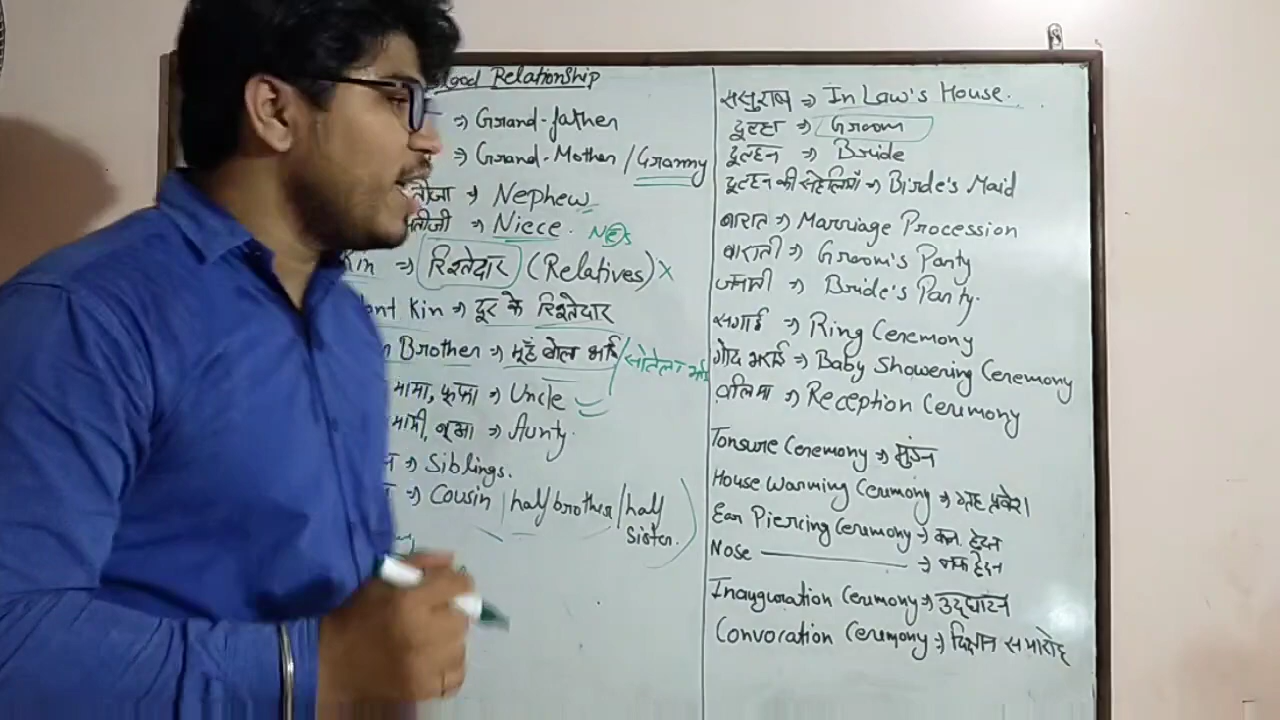 Relationship
⇒ Grand-father
⇒ Grand-Mother / Granny
⇒ Nephew
⇒ Niece.
Kin ⇒ रिश्तेदार (Relatives) ×
Kin ⇒ दूर के रिश्तेदार
Brother ⇒ मुहँ बोला भाई / सौतेला भाई
मामा, फूफा ⇒ Uncle
मामी, बुआ ⇒ Aunty.
⇒ Siblings.
⇒ Cousin / half brother / half sister.
ससुराल ⇒ In Law's House.
दूल्हा ⇒ Groom
दूल्हन ⇒ Bride
दूल्हन की सहेलियाँ ⇒ Birde's Maid
बारात ⇒ Marriage Procession
बाराती ⇒ Groom's Party
⇒ Bride's Party.
सगाई ⇒ Ring Ceremony
गोद भराई ⇒ Baby Showering Ceremony
वलिमा ⇒ Reception Ceremony
Tonsure Ceremony ⇒ मुंडन
House Warming Ceremony ⇒ गृह प्रवेश।
Ear Piercing Ceremony ⇒ छेदन
Nose ——— ⇒ नाक छेदन
Inauguration Ceremony ⇒ उद्घाटन
Convocation Ceremony ⇒ समारोह